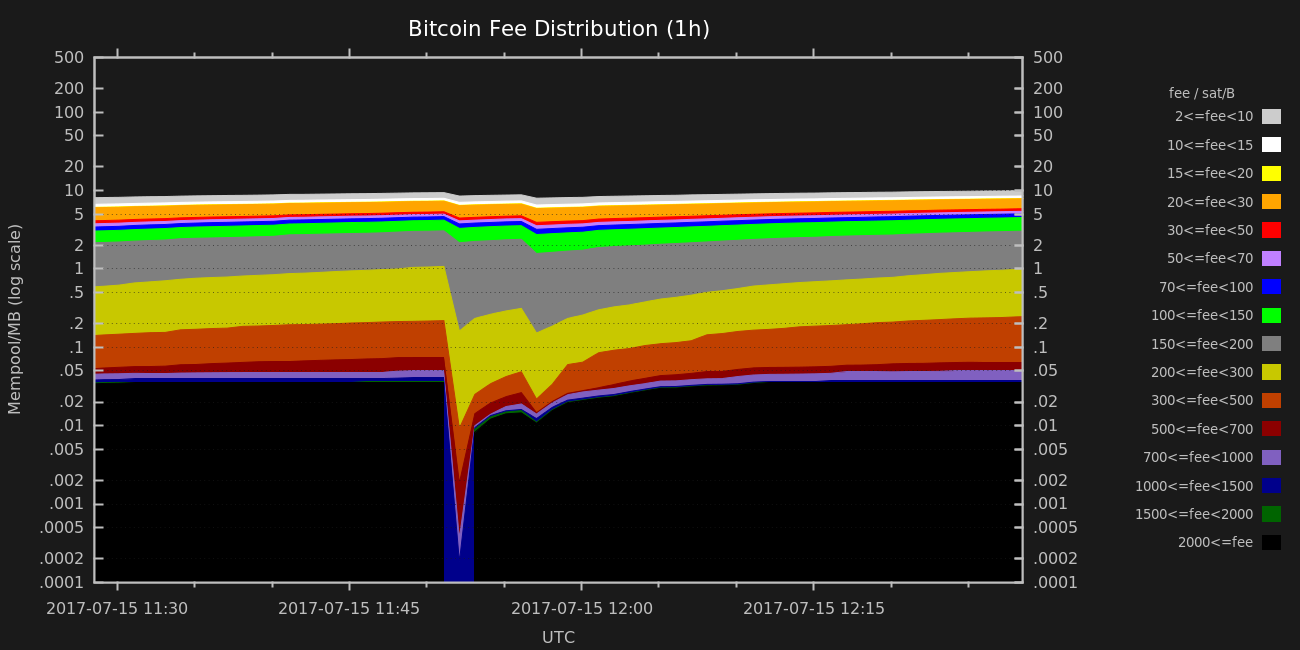 Bitcoin Fee Distribution (1h)
Mempool/MB (log scale)
500
200
100
50
20
10
5
2
1
.5
.2
.1
.05
.02
.01
.005
.002
.001
.0005
.0002
.0001
500
200
100
50
20
10
5
2
1
.5
.2
.1
.05
.02
.01
.005
.002
.001
.0005
.0002
.0001
2017-07-15 11:30 2017-07-15 11:45 2017-07-15 12:00 2017-07-15 12:15
UTC
fee / sat/B
2<=fee<10
10<=fee<15
15<=fee<20
20<=fee<30
30<=fee<50
50<=fee<70
70<=fee<100
100<=fee<150
150<=fee<200
200<=fee<300
300<=fee<500
500<=fee<700
700<=fee<1000
1000<=fee<1500
1500<=fee<2000
2000<=fee